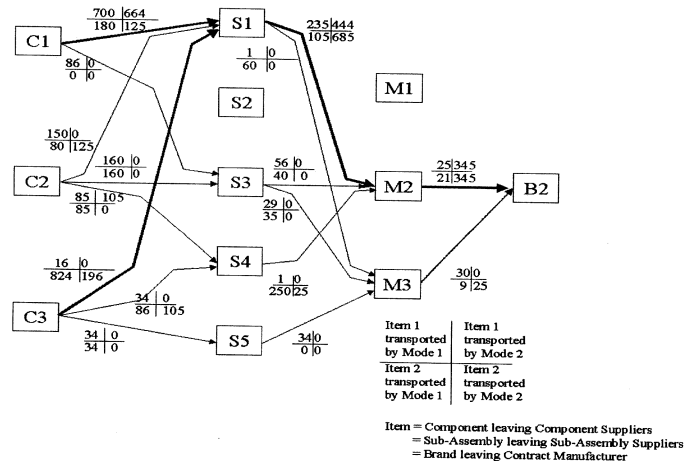 700 | 664
180 | 125
S1
235 | 444
105 | 685
C1
86 | 0
0 | 0
1 | 0
60 | 0
M1
S2
150 | 0
80 | 125
160 | 0
160 | 0
56 | 0
40 | 0
25 | 345
21 | 345
C2
S3
M2
B2
85 | 105
85 | 0
29 | 0
35 | 0
S4
16 | 0
824 | 196
1 | 0
250 | 25
M3
30 | 0
9 | 25
34 | 0
86 | 105
C3
34 | 0
34 | 0
S5
34 | 0
0 | 0
Item 1 | Item 1
transported | transported
by Mode 1 | by Mode 2
Item 2 | Item 2
transported | transported
by Mode 1 | by Mode 2
Item = Component leaving Component Suppliers
= Sub-Assembly leaving Sub-Assembly Suppliers
= Brand leaving Contract Manufacturer